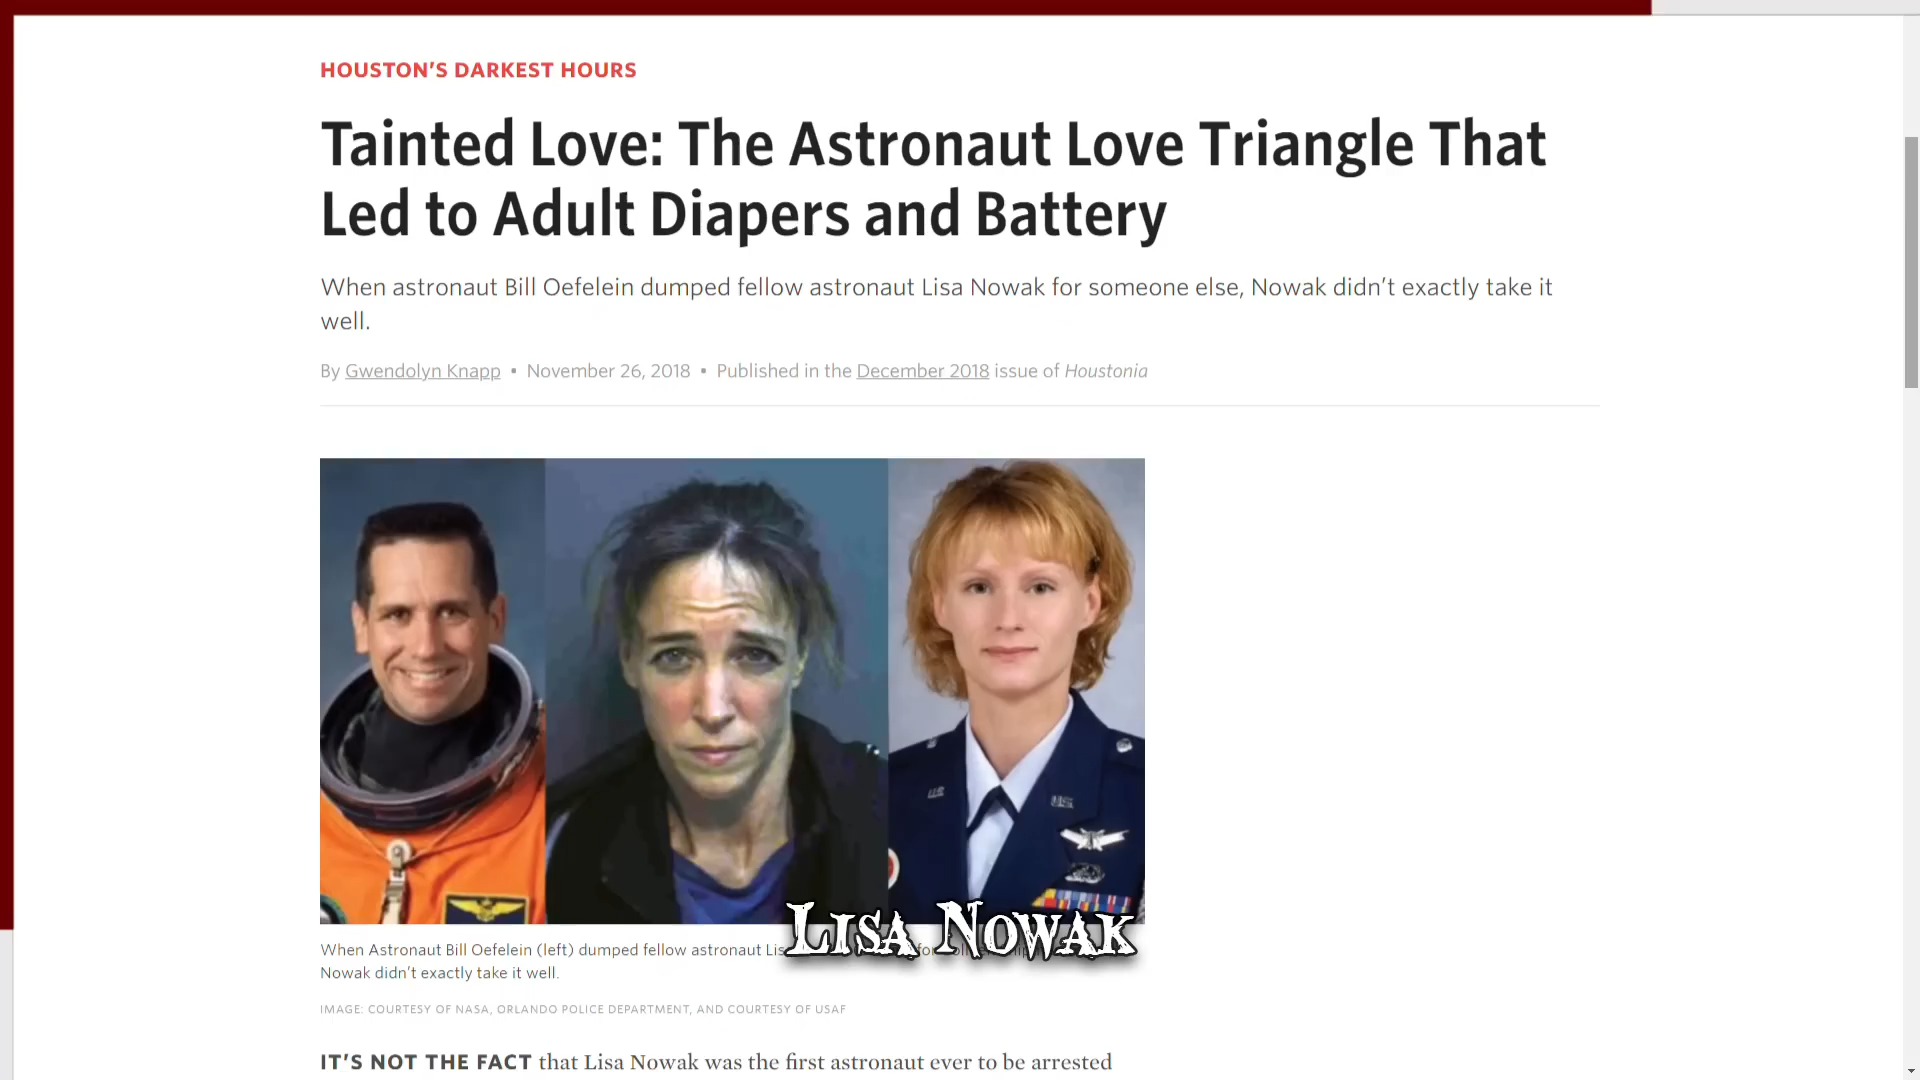 HOUSTON'S DARKEST HOURS
Tainted Love: The Astronaut Love Triangle That
Led to Adult Diapers and Battery
When astronaut Bill Oefelein dumped fellow astronaut Lisa Nowak for someone else, Nowak didn't exactly take it
well.
By Gwendolyn Knapp • November 26, 2018 • Published in the December 2018 issue of Houstonia
LISA NOWAK
When Astronaut Bill Oefelein (left) dumped fellow astronaut Lis for
Nowak didn't exactly take it well.
IMAGE: COURTESY OF NASA, ORLANDO POLICE DEPARTMENT, AND COURTESY OF USAF
IT'S NOT THE FACT that Lisa Nowak was the first astronaut ever to be arrested